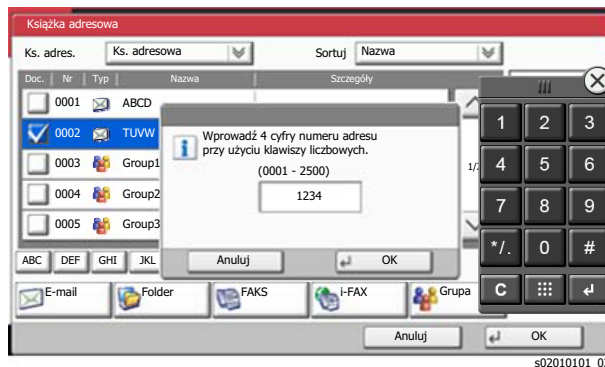 Książka adresowa
Ks. adres. Ks. adresowa Sortuj Nazwa
Doc. Nr Typ Nazwa Szczegóły
0001 ABCD
0002 TUVW
0003 Group1
0004 Group2
0005 Group3
1/
Wprowadź 4 cyfry numeru adresu
przy użyciu klawiszy liczbowych.
(0001 - 2500)
1234
Anuluj OK
ABC DEF GHI JKL
E-mail Folder FAKS i-FAX Grupa
Anuluj OK
1 2 3
4 5 6
7 8 9
*/. 0 #
C
s02010101_0